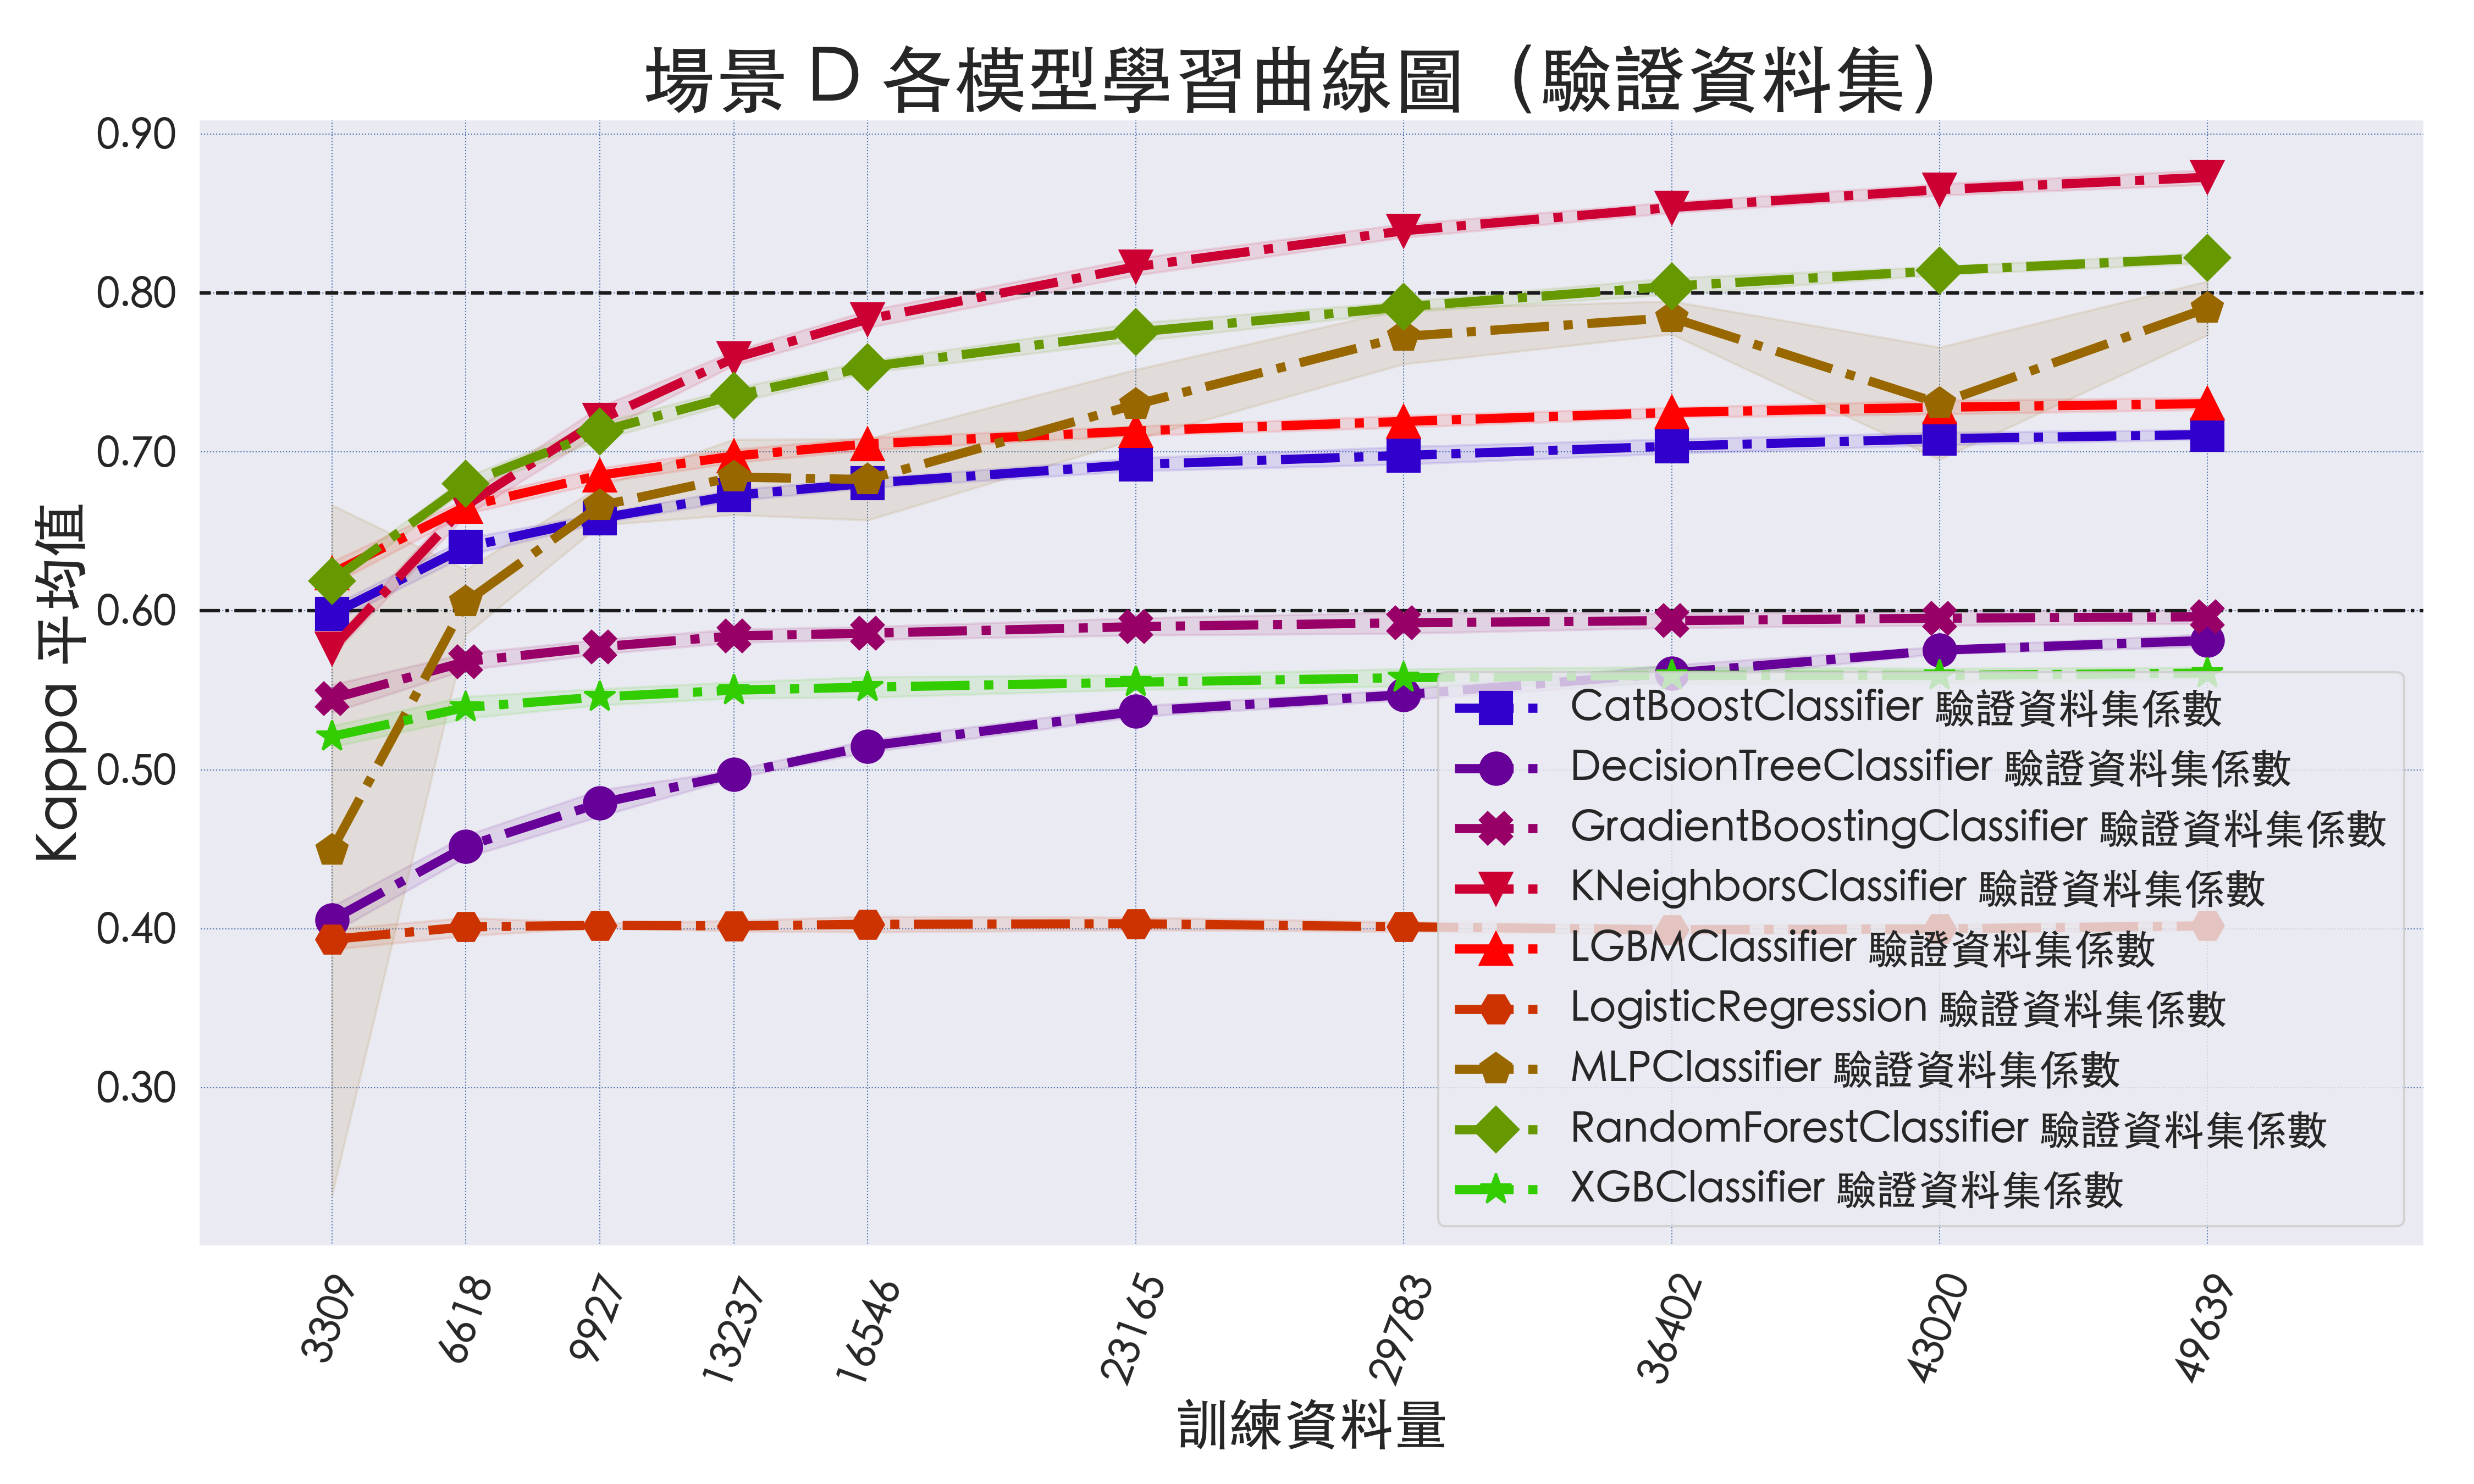 場景 D 各模型學習曲線圖（驗證資料集）
0.90
0.80
0.70
0.60
0.50
0.40
0.30
Kappa 平均值
CatBoostClassifier 驗證資料集係數
DecisionTreeClassifier 驗證資料集係數
GradientBoostingClassifier 驗證資料集係數
KNeighborsClassifier 驗證資料集係數
LGBMClassifier 驗證資料集係數
LogisticRegression 驗證資料集係數
MLPClassifier 驗證資料集係數
RandomForestClassifier 驗證資料集係數
XGBClassifier 驗證資料集係數
3309
6618
9927
13237
16546
23165
29783
36402
43020
49639
訓練資料量